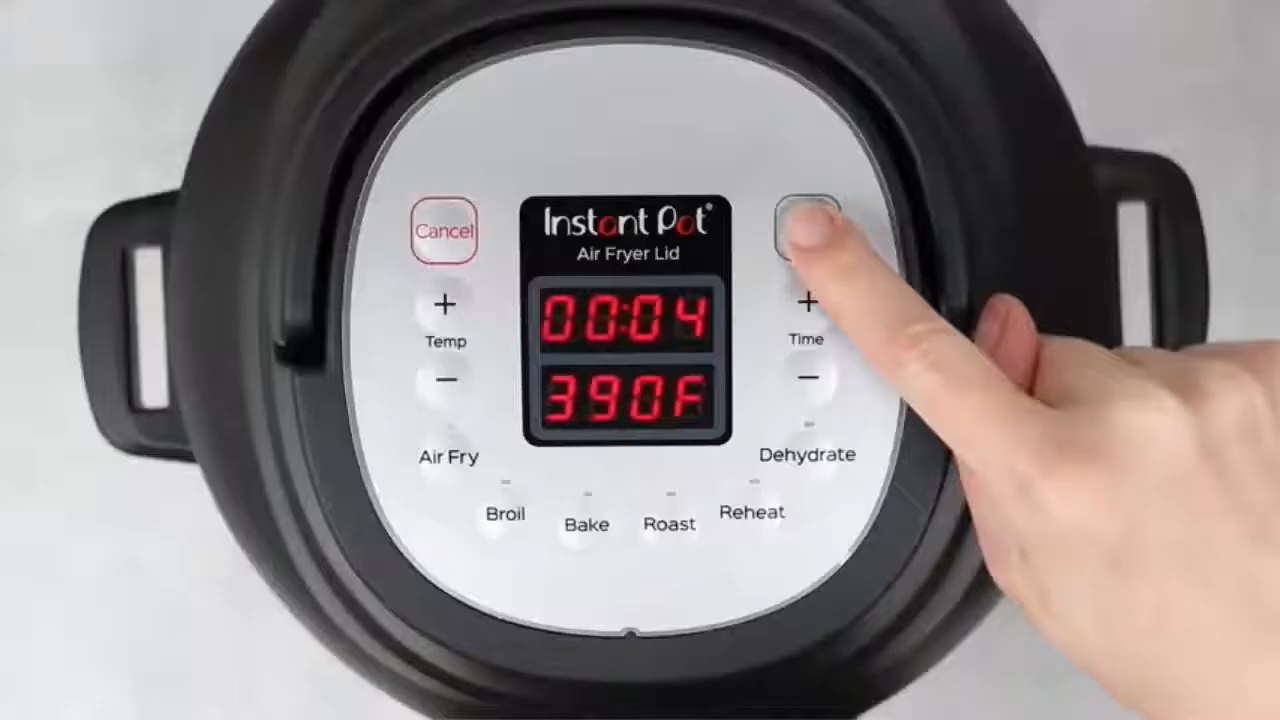 Instant Pot®
Air Fryer Lid
Cancel
00:04
390F
+
Temp
−
+
Time
−
Air Fry
Broil
Bake
Roast
Reheat
Dehydrate